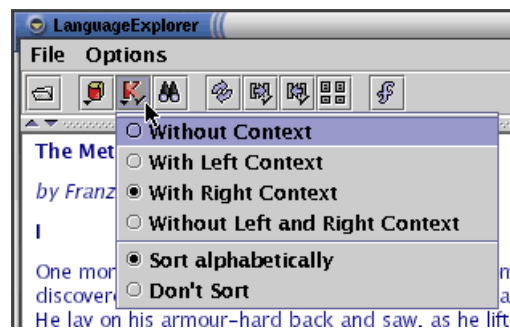 LanguageExplorer
File Options
K
f
Without Context
The Met
With Left Context
by Franz
With Right Context
I
Without Left and Right Context
One mor
Sort alphabetically
discover
Don't Sort
He lay on his armour-hard back and saw, as he lift